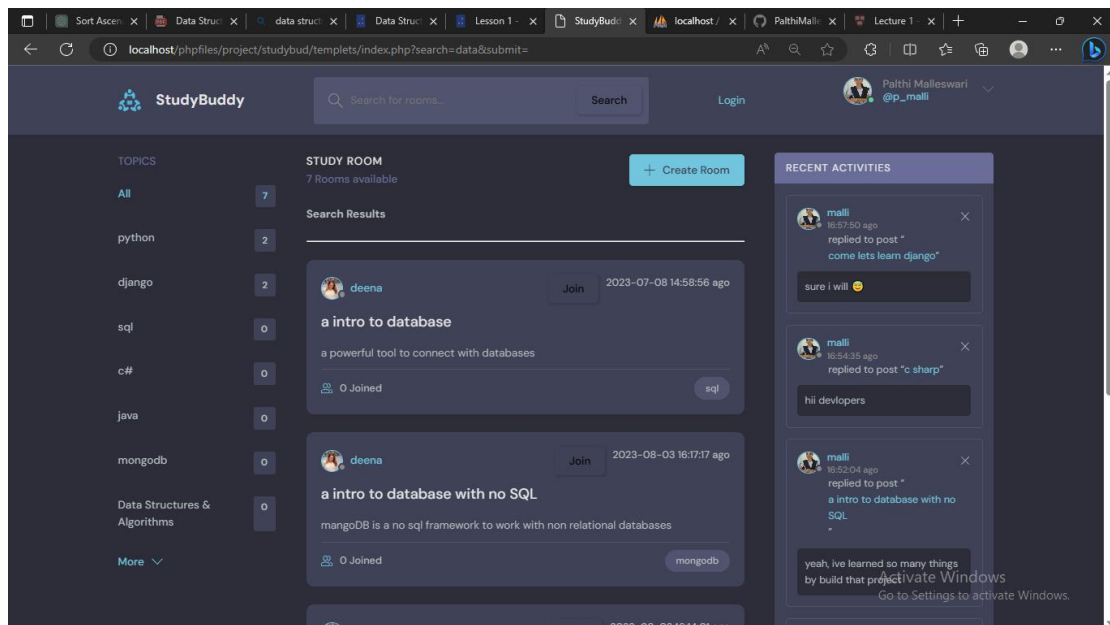 Sort Ascen
Data Struct
data struct
Data Struct
Lesson 1 -
StudyBudd
localhost /
PalthiMalle
Lecture 1 -
localhost/phpfiles/project/studybud/templets/index.php?search=data&submit=
StudyBuddy
Search for rooms...
Search
Login
Palthi Malleswari
@p_malli
TOPICS
All 7
python 2
django 2
sql 0
c# 0
java 0
mongodb 0
Data Structures & 0
Algorithms
More
STUDY ROOM
7 Rooms available
+ Create Room
Search Results
deena
Join
2023-07-08 14:58:56 ago
a intro to database
a powerful tool to connect with databases
0 Joined
sql
deena
Join
2023-08-03 16:17:17 ago
a intro to database with no SQL
mangoDB is a no sql framework to work with non relational databases
0 Joined
mongodb
RECENT ACTIVITIES
malli
16:57:50 ago
replied to post “
come lets learn django”
sure i will 😅
malli
16:54:35 ago
replied to post “c sharp”
hii devlopers
malli
16:52:04 ago
replied to post “
a intro to database with no
SQL
”
yeah, ive learned so many things
by build that project
Activate Windows
Go to Settings to activate Windows.